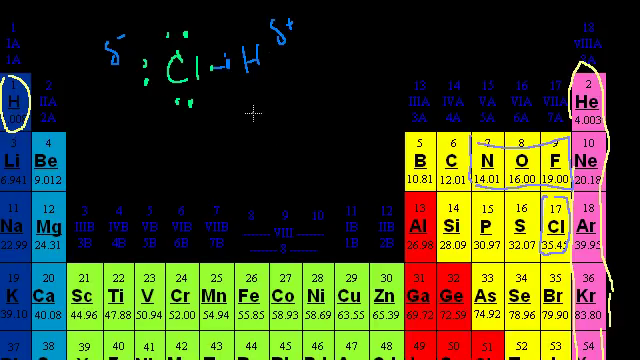 δ⁻ :Cl-H δ⁺
1 18
IA VIIIA
1A 8A
1 2
H He
4.003
2 13 14 15 16 17
IIA IIIA IVA VA VIA VIIA
2A 3A 4A 5A 6A 7A
3 4 5 6 7 8 9 10
Li Be B C N O F Ne
6.941 9.012 10.81 12.01 14.01 16.00 19.00 20.18
11 12 3 4 5 6 7 8 9 10 11 12 13 14 15 16 17 18
Na Mg IIIB IVB VB VIB VIIB VIII IB IIB Al Si P S Cl Ar
22.99 24.31 3B 4B 5B 6B 7B 8 1B 2B 26.98 28.09 30.97 32.07 35.45 39.95
19 20 21 22 23 24 25 26 27 28 29 30 31 32 33 34 35 36
K Ca Sc Ti V Cr Mn Fe Co Ni Cu Zn Ga Ge As Se Br Kr
39.10 40.08 44.96 47.88 50.94 52.00 54.94 55.85 58.93 58.69 63.55 65.39 69.72 72.59 74.92 78.96 79.90 83.80
37 38 39 40 41 42 43 44 45 46 47 48 49 50 51 52 53 54